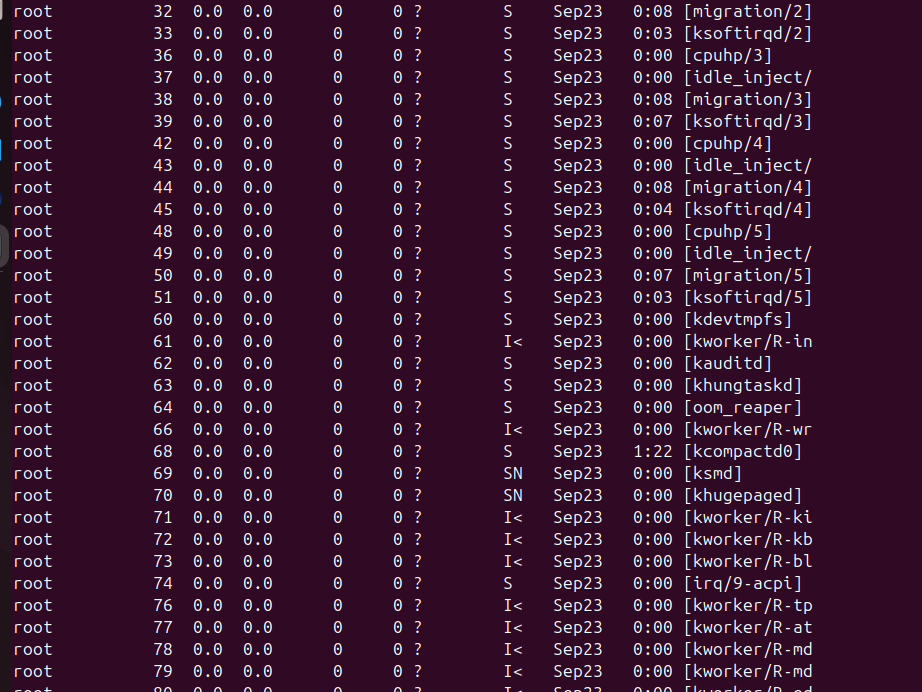 root 32 0.0 0.0 0 0 ? S Sep23 0:08 [migration/2]
root 33 0.0 0.0 0 0 ? S Sep23 0:03 [ksoftirqd/2]
root 36 0.0 0.0 0 0 ? S Sep23 0:00 [cpuhp/3]
root 37 0.0 0.0 0 0 ? S Sep23 0:00 [idle_inject/
root 38 0.0 0.0 0 0 ? S Sep23 0:08 [migration/3]
root 39 0.0 0.0 0 0 ? S Sep23 0:07 [ksoftirqd/3]
root 42 0.0 0.0 0 0 ? S Sep23 0:00 [cpuhp/4]
root 43 0.0 0.0 0 0 ? S Sep23 0:00 [idle_inject/
root 44 0.0 0.0 0 0 ? S Sep23 0:08 [migration/4]
root 45 0.0 0.0 0 0 ? S Sep23 0:04 [ksoftirqd/4]
root 48 0.0 0.0 0 0 ? S Sep23 0:00 [cpuhp/5]
root 49 0.0 0.0 0 0 ? S Sep23 0:00 [idle_inject/
root 50 0.0 0.0 0 0 ? S Sep23 0:07 [migration/5]
root 51 0.0 0.0 0 0 ? S Sep23 0:03 [ksoftirqd/5]
root 60 0.0 0.0 0 0 ? S Sep23 0:00 [kdevtmpfs]
root 61 0.0 0.0 0 0 ? I< Sep23 0:00 [kworker/R-in
root 62 0.0 0.0 0 0 ? S Sep23 0:00 [kauditd]
root 63 0.0 0.0 0 0 ? S Sep23 0:00 [khungtaskd]
root 64 0.0 0.0 0 0 ? S Sep23 0:00 [oom_reaper]
root 66 0.0 0.0 0 0 ? I< Sep23 0:00 [kworker/R-wr
root 68 0.0 0.0 0 0 ? S Sep23 1:22 [kcompactd0]
root 69 0.0 0.0 0 0 ? SN Sep23 0:00 [ksmd]
root 70 0.0 0.0 0 0 ? SN Sep23 0:00 [khugepaged]
root 71 0.0 0.0 0 0 ? I< Sep23 0:00 [kworker/R-ki
root 72 0.0 0.0 0 0 ? I< Sep23 0:00 [kworker/R-kb
root 73 0.0 0.0 0 0 ? I< Sep23 0:00 [kworker/R-bl
root 74 0.0 0.0 0 0 ? S Sep23 0:00 [irq/9-acpi]
root 76 0.0 0.0 0 0 ? I< Sep23 0:00 [kworker/R-tp
root 77 0.0 0.0 0 0 ? I< Sep23 0:00 [kworker/R-at
root 78 0.0 0.0 0 0 ? I< Sep23 0:00 [kworker/R-md
root 79 0.0 0.0 0 0 ? I< Sep23 0:00 [kworker/R-md